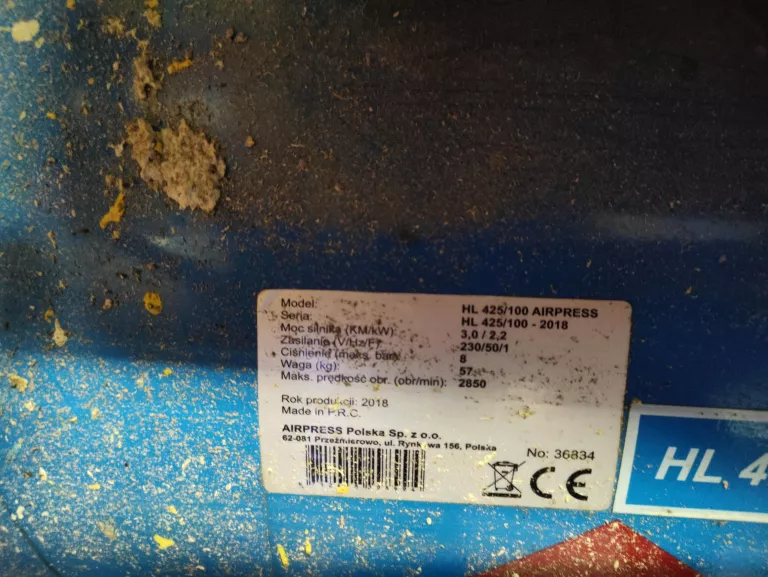 Model: HL 425/100 AIRPRESS
Seria: HL 425/100 - 2018
Moc silnika (KM/kW): 3,0 / 2,2
Zasilanie (V/Hz/F): 230/50/1
Ciśnienie (maks. bar): 8
Waga (kg): 57
Maks. prędkość obr. (obr/min): 2850
Rok produkcji: 2018
Made in P.R.C.
AIRPRESS Polska Sp. z o.o.
62-081 Przeźmierowo, ul. Rynkowa 156, Polska
No: 36834
CE
HL 4